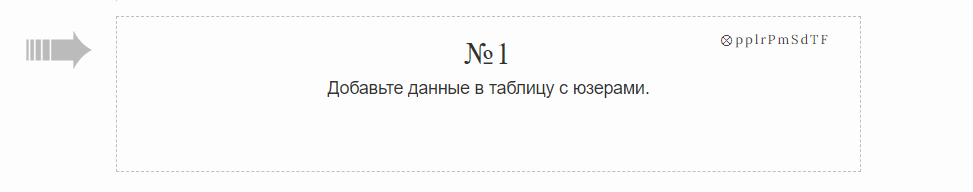 №1
⊗pplrPmSdTF
Добавьте данные в таблицу с юзерами.